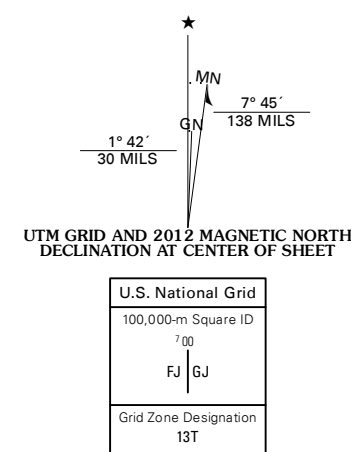 ★
MN
7° 45´
138 MILS
GN
1° 42´
30 MILS
UTM GRID AND 2012 MAGNETIC NORTH
DECLINATION AT CENTER OF SHEET
U.S. National Grid
100,000-m Square ID
7 00
FJ GJ
Grid Zone Designation
13T